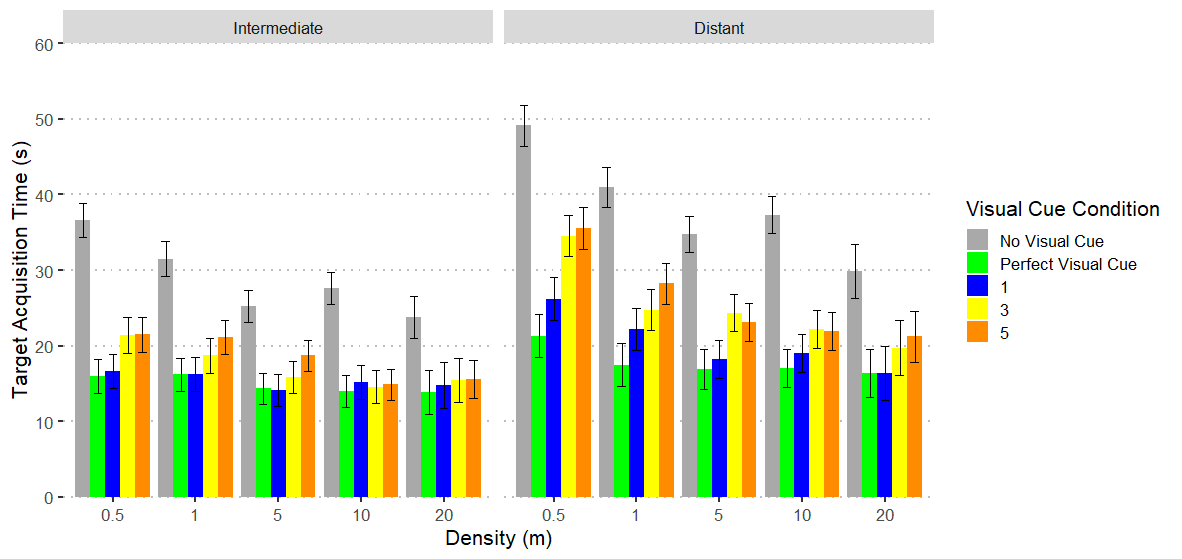 Intermediate Distant
60
50
40
30
20
10
0
Target Acquisition Time (s)
0.5 1 5 10 20 0.5 1 5 10 20
Density (m)
Visual Cue Condition
No Visual Cue
Perfect Visual Cue
1
3
5